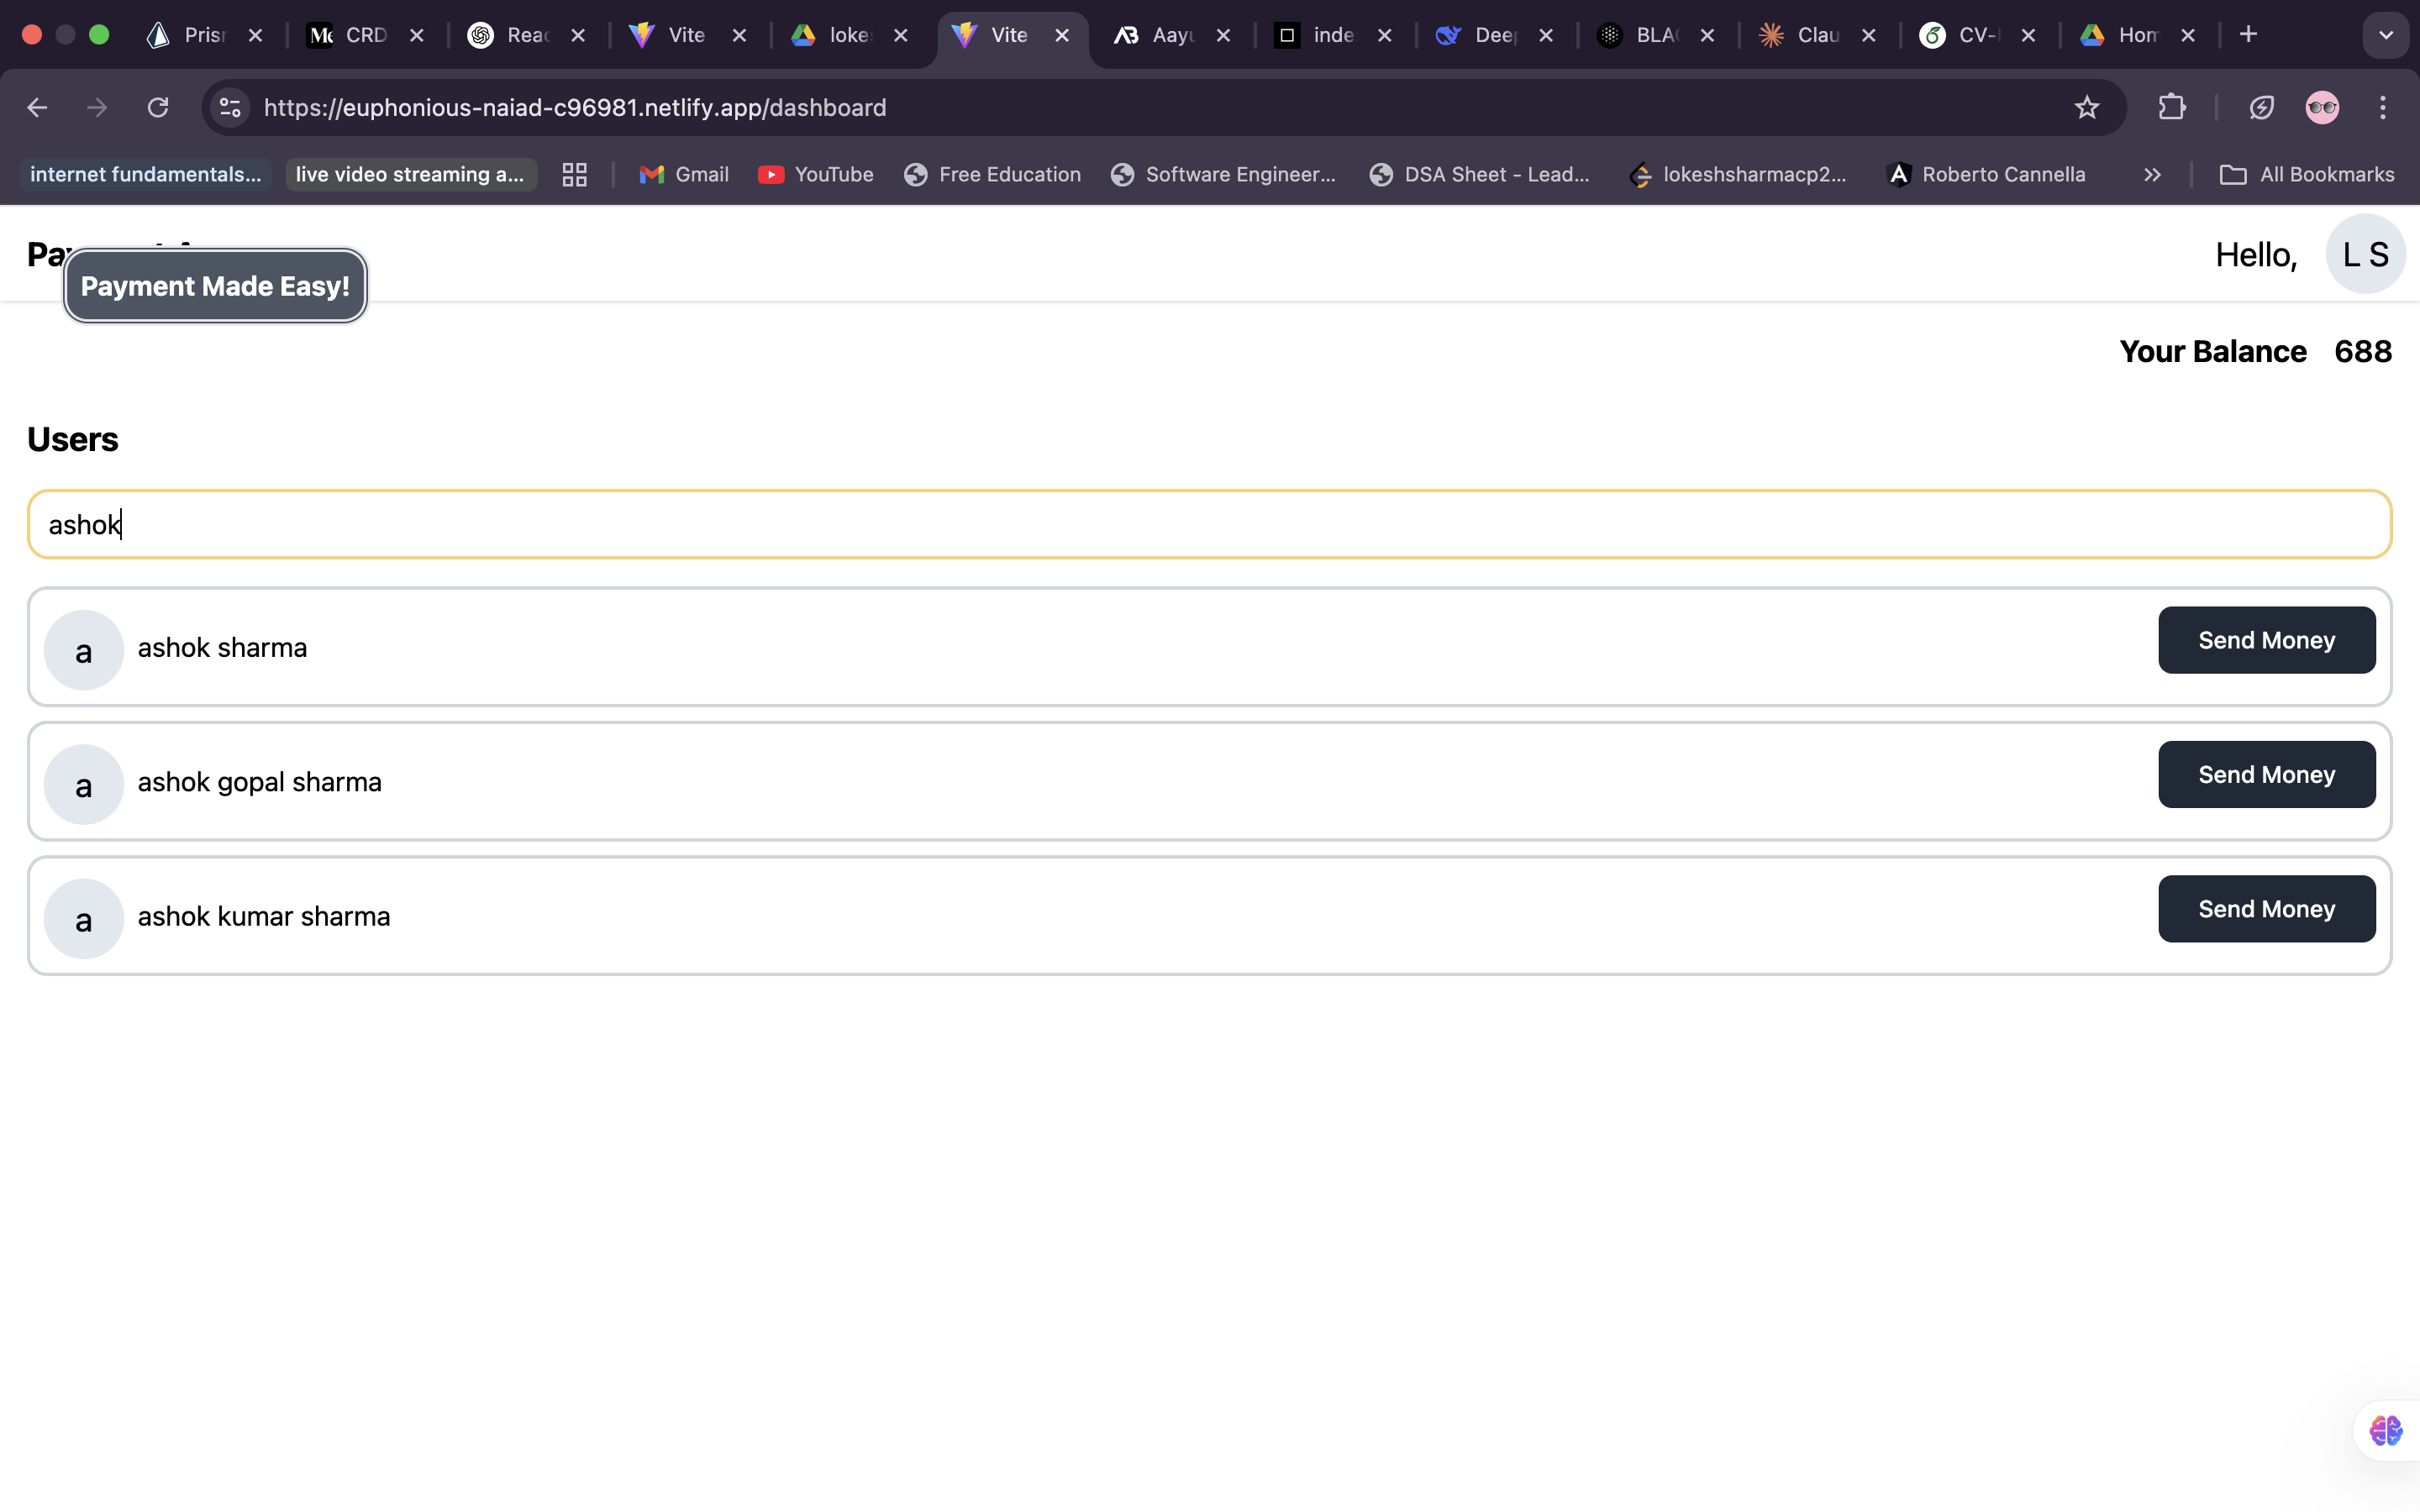 Prisr
Me CRD
Reac
Vite
loke
Vite
Aayu
inde
Deep
BLA
Clau
CV-
Hom
https://euphonious-naiad-c96981.netlify.app/dashboard
internet fundamentals...
live video streaming a...
Gmail
YouTube
Free Education
Software Engineer...
DSA Sheet - Lead...
lokeshsharmacp2...
Roberto Cannella
All Bookmarks
Payment Made Easy!
Hello, L S
Your Balance 688
Users
ashok
a ashok sharma Send Money
a ashok gopal sharma Send Money
a ashok kumar sharma Send Money